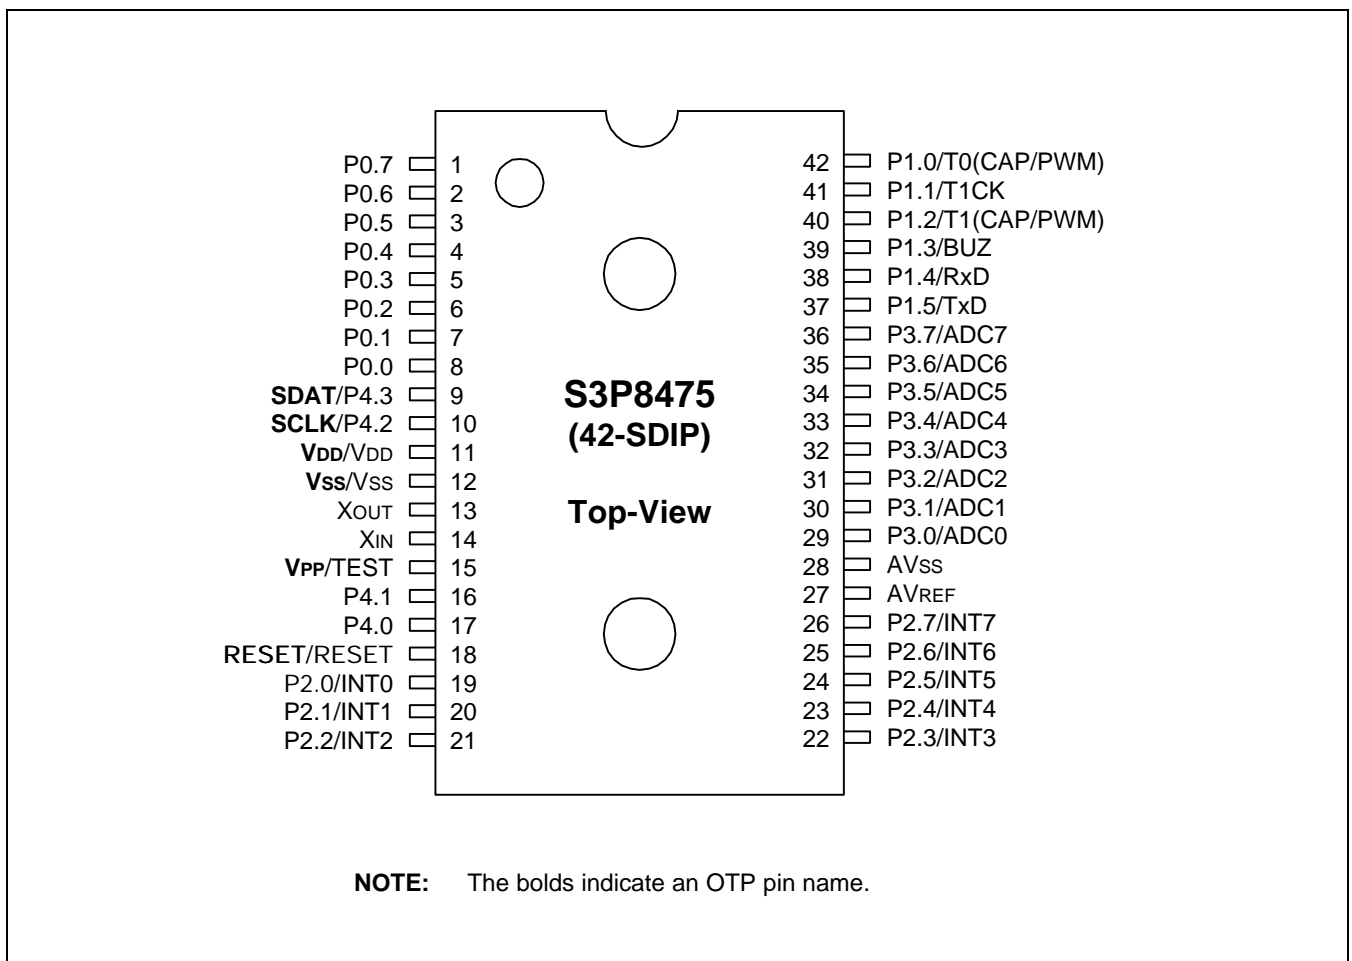 P0.7 1
P0.6 2
P0.5 3
P0.4 4
P0.3 5
P0.2 6
P0.1 7
P0.0 8
SDAT/P4.3 9
SCLK/P4.2 10
VDD/VDD 11
VSS/VSS 12
XOUT 13
XIN 14
VPP/TEST 15
P4.1 16
P4.0 17
RESET/RESET 18
P2.0/INT0 19
P2.1/INT1 20
P2.2/INT2 21
S3P8475
(42-SDIP)
Top-View
42 P1.0/T0(CAP/PWM)
41 P1.1/T1CK
40 P1.2/T1(CAP/PWM)
39 P1.3/BUZ
38 P1.4/RxD
37 P1.5/TxD
36 P3.7/ADC7
35 P3.6/ADC6
34 P3.5/ADC5
33 P3.4/ADC4
32 P3.3/ADC3
31 P3.2/ADC2
30 P3.1/ADC1
29 P3.0/ADC0
28 AVSS
27 AVREF
26 P2.7/INT7
25 P2.6/INT6
24 P2.5/INT5
23 P2.4/INT4
22 P2.3/INT3
NOTE: The bolds indicate an OTP pin name.